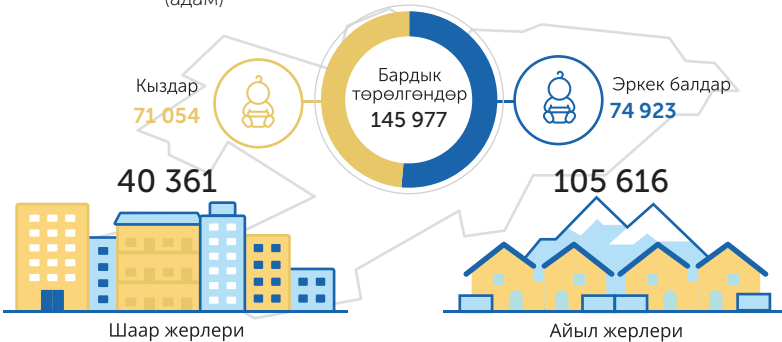 (адам)
Кыздар
71 054
Бардык
төрөлгөндөр
145 977
Эркек балдар
74 923
40 361
105 616
Шаар жерлери
Айыл жерлери